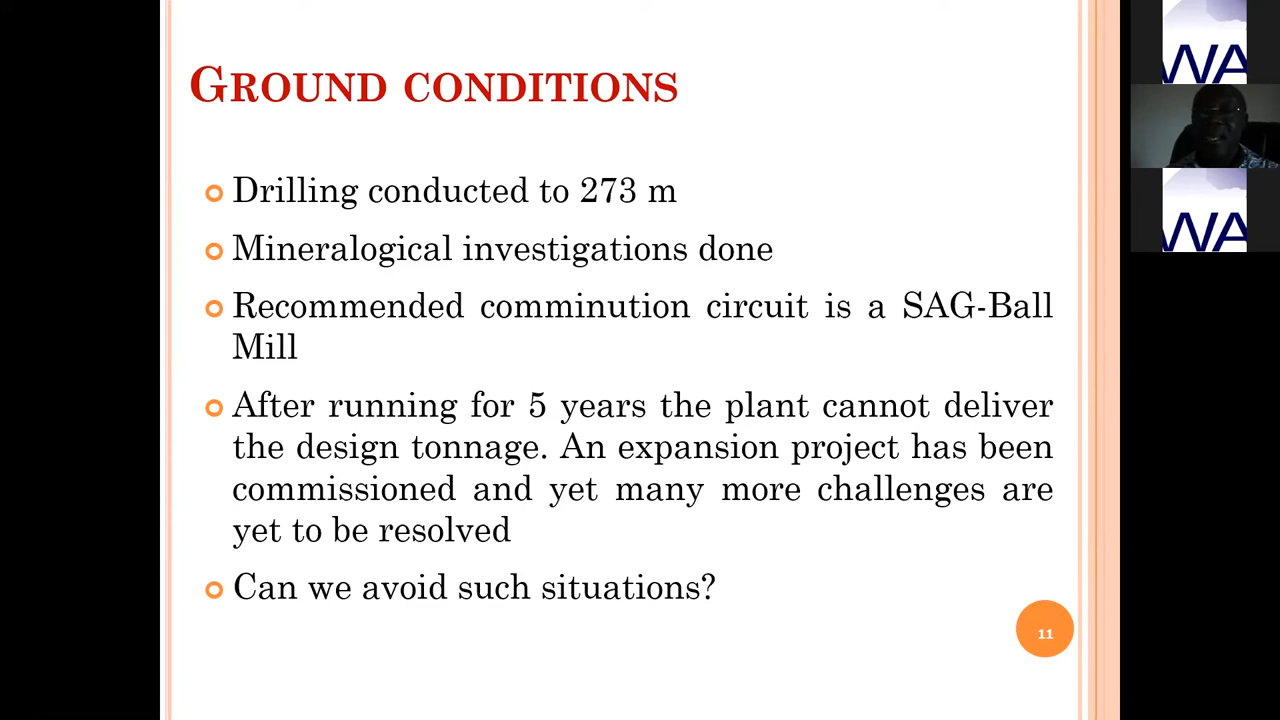 GROUND CONDITIONS
Drilling conducted to 273 m
Mineralogical investigations done
Recommended comminution circuit is a SAG-Ball
Mill
After running for 5 years the plant cannot deliver
the design tonnage. An expansion project has been
commissioned and yet many more challenges are
yet to be resolved
Can we avoid such situations?
11
WA
WA